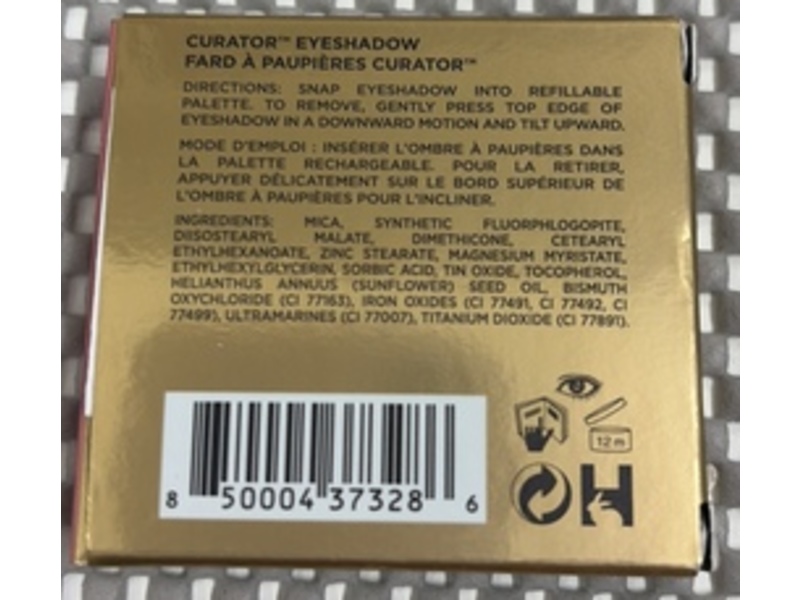 CURATOR™ EYESHADOW
FARD À PAUPIÈRES CURATOR™
DIRECTIONS: SNAP EYESHADOW INTO REFILLABLE
PALETTE. TO REMOVE, GENTLY PRESS TOP EDGE OF
EYESHADOW IN A DOWNWARD MOTION AND TILT UPWARD.
MODE D'EMPLOI : INSÉRER L'OMBRE À PAUPIÈRES DANS
LA PALETTE RECHARGEABLE. POUR LA RETIRER,
APPUYER DÉLICATEMENT SUR LE BORD SUPÉRIEUR DE
L'OMBRE À PAUPIÈRES POUR L'INCLINER.
INGREDIENTS: MICA, SYNTHETIC FLUORPHLOGOPITE,
DIISOSTEARYL MALATE, DIMETHICONE, CETEARYL
ETHYLHEXANOATE, ZINC STEARATE, MAGNESIUM MYRISTATE,
ETHYLHEXYLGLYCERIN, SORBIC ACID, TIN OXIDE, TOCOPHEROL,
HELIANTHUS ANNUUS (SUNFLOWER) SEED OIL, BISMUTH
OXYCHLORIDE (CI 77163), IRON OXIDES (CI 77491, CI 77492, CI
77499), ULTRAMARINES (CI 77007), TITANIUM DIOXIDE (CI 77891).
12 m
8 50004 37328 6